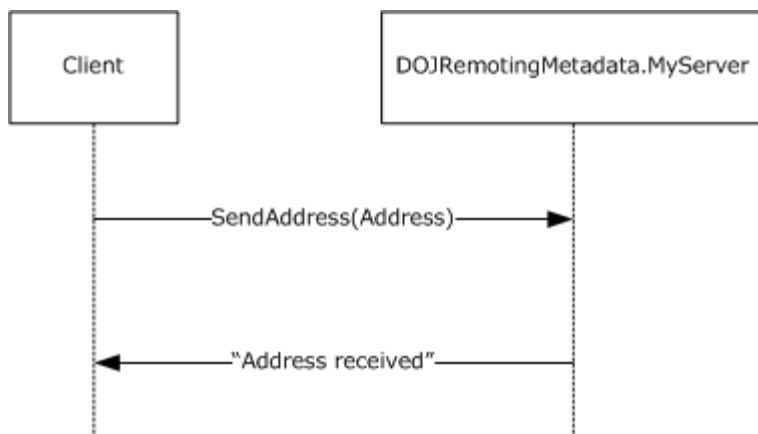 Client
DOJRemotingMetadata.MyServer
SendAddress(Address)
“Address received”